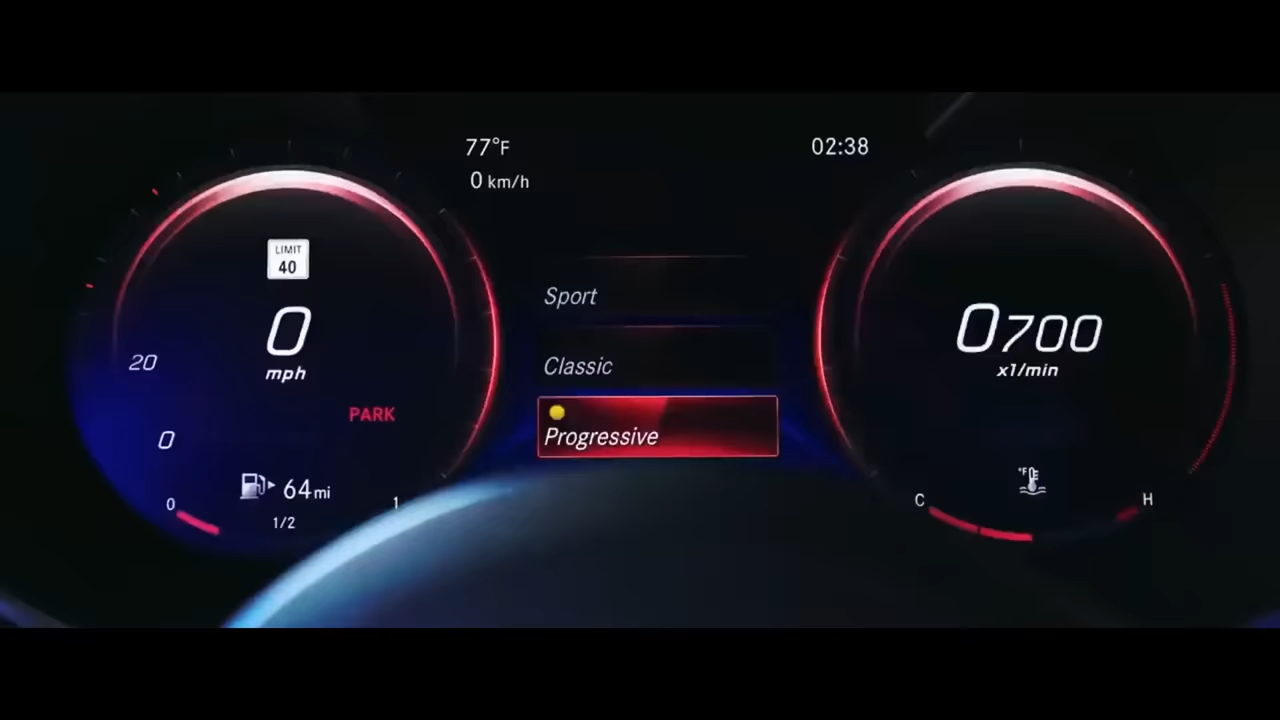 77°F
02:38
0 km/h
LIMIT
40
0
mph
20
0
PARK
64 mi
0
1
1/2
Sport
Classic
Progressive
0700
x1/min
°F
C
H